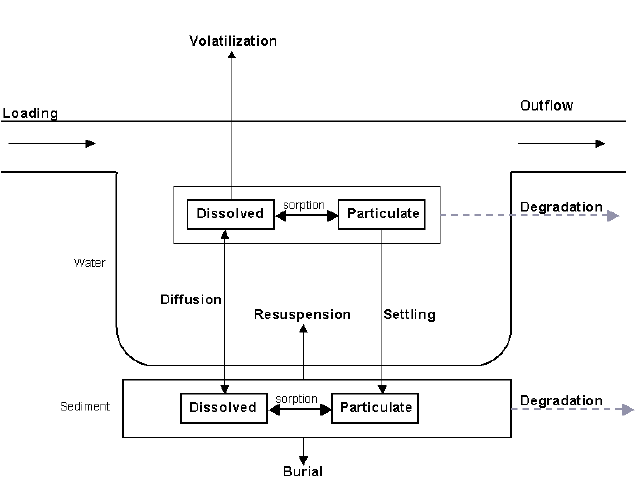 Volatilization
Loading
Outflow
Dissolved
sorption
Particulate
Degradation
Water
Diffusion
Resuspension
Settling
Sediment
Dissolved
sorption
Particulate
Degradation
Burial